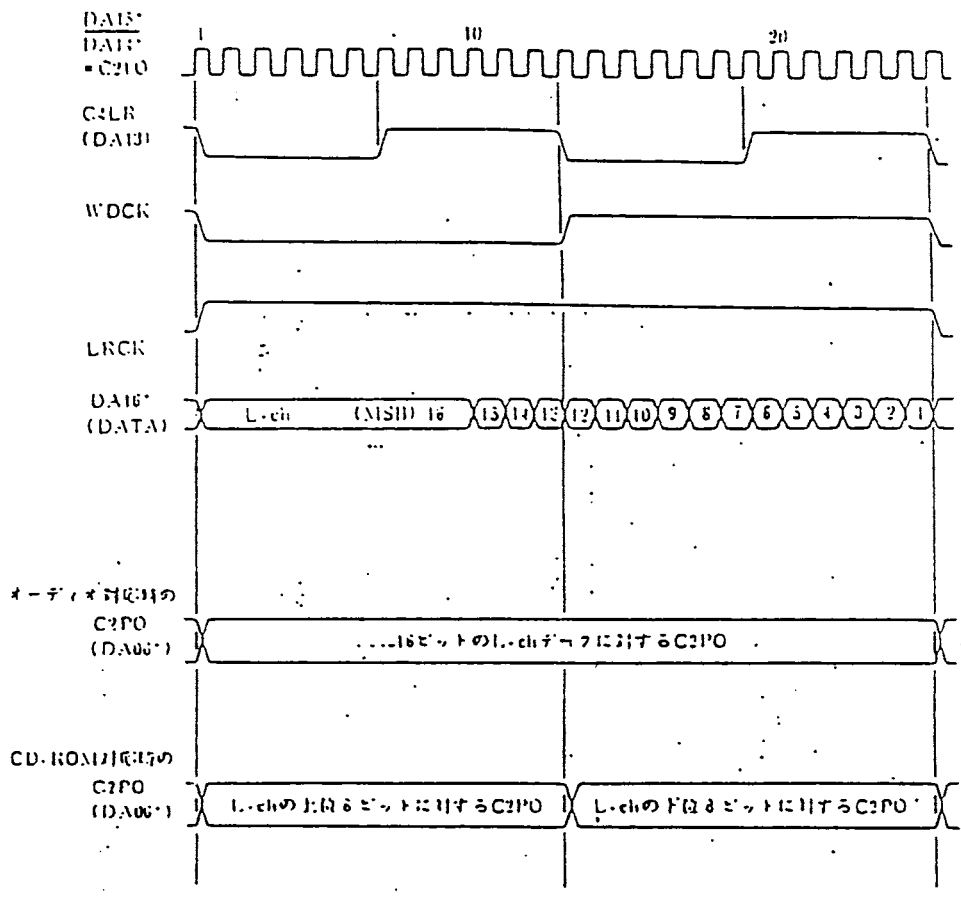 DA15*
DA14*
= C210
1 10 20
C4LR
(DA13)
WDCK
LRCK
DA16*
(DATA)
L-ch (MSB) 16 15 14 13 12 11 10 9 8 7 6 5 4 3 2 1
オーディオ対応時の
C2PO
(DA06*)
16ビットのL-chデータに対するC2PO
CD-ROM対応時の
C2PO
(DA06*)
L-chの上位8ビットに対するC2PO L-chの下位8ビットに対するC2PO